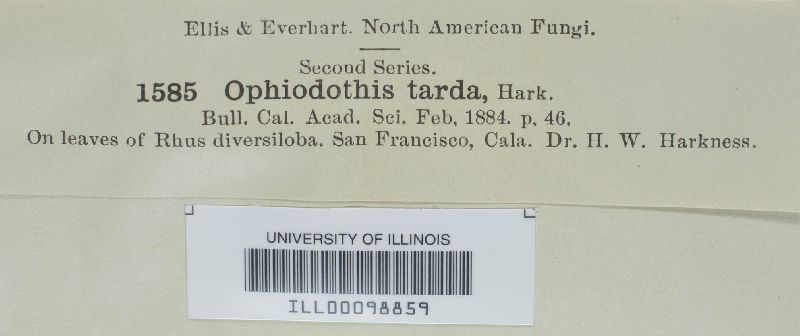 Ellis & Everhart. North American Fungi.
Second Series.
1585 Ophiodothis tarda, Hark.
Bull. Cal. Acad. Sci. Feb, 1884. p. 46.
On leaves of Rhus diversiloba. San Francisco, Cala. Dr. H. W. Harkness.
UNIVERSITY OF ILLINOIS
ILL00098859